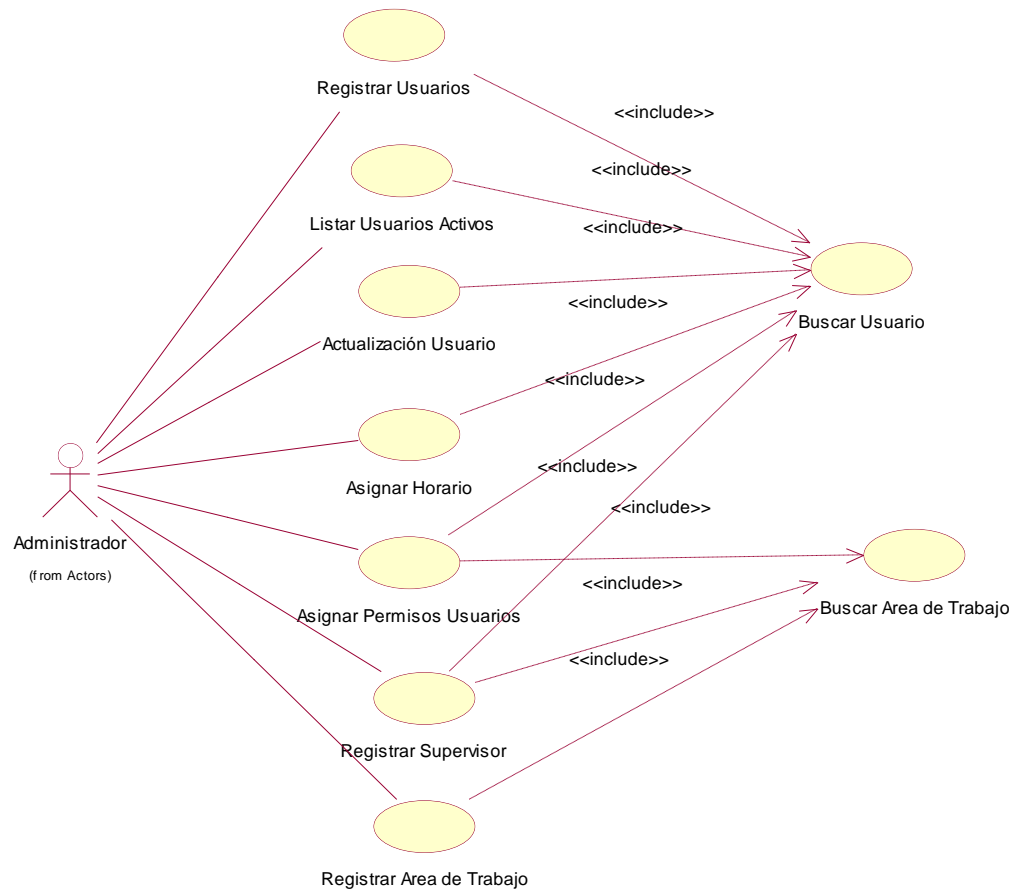 Registrar Usuarios
<<include>>
<<include>>
Listar Usuarios Activos
<<include>>
<<include>>
Buscar Usuario
Actualización Usuario
<<include>>
Asignar Horario
<<include>>
<<include>>
Administrador
(from Actors)
<<include>>
Asignar Permisos Usuarios
Buscar Area de Trabajo
<<include>>
Registrar Supervisor
Registrar Area de Trabajo